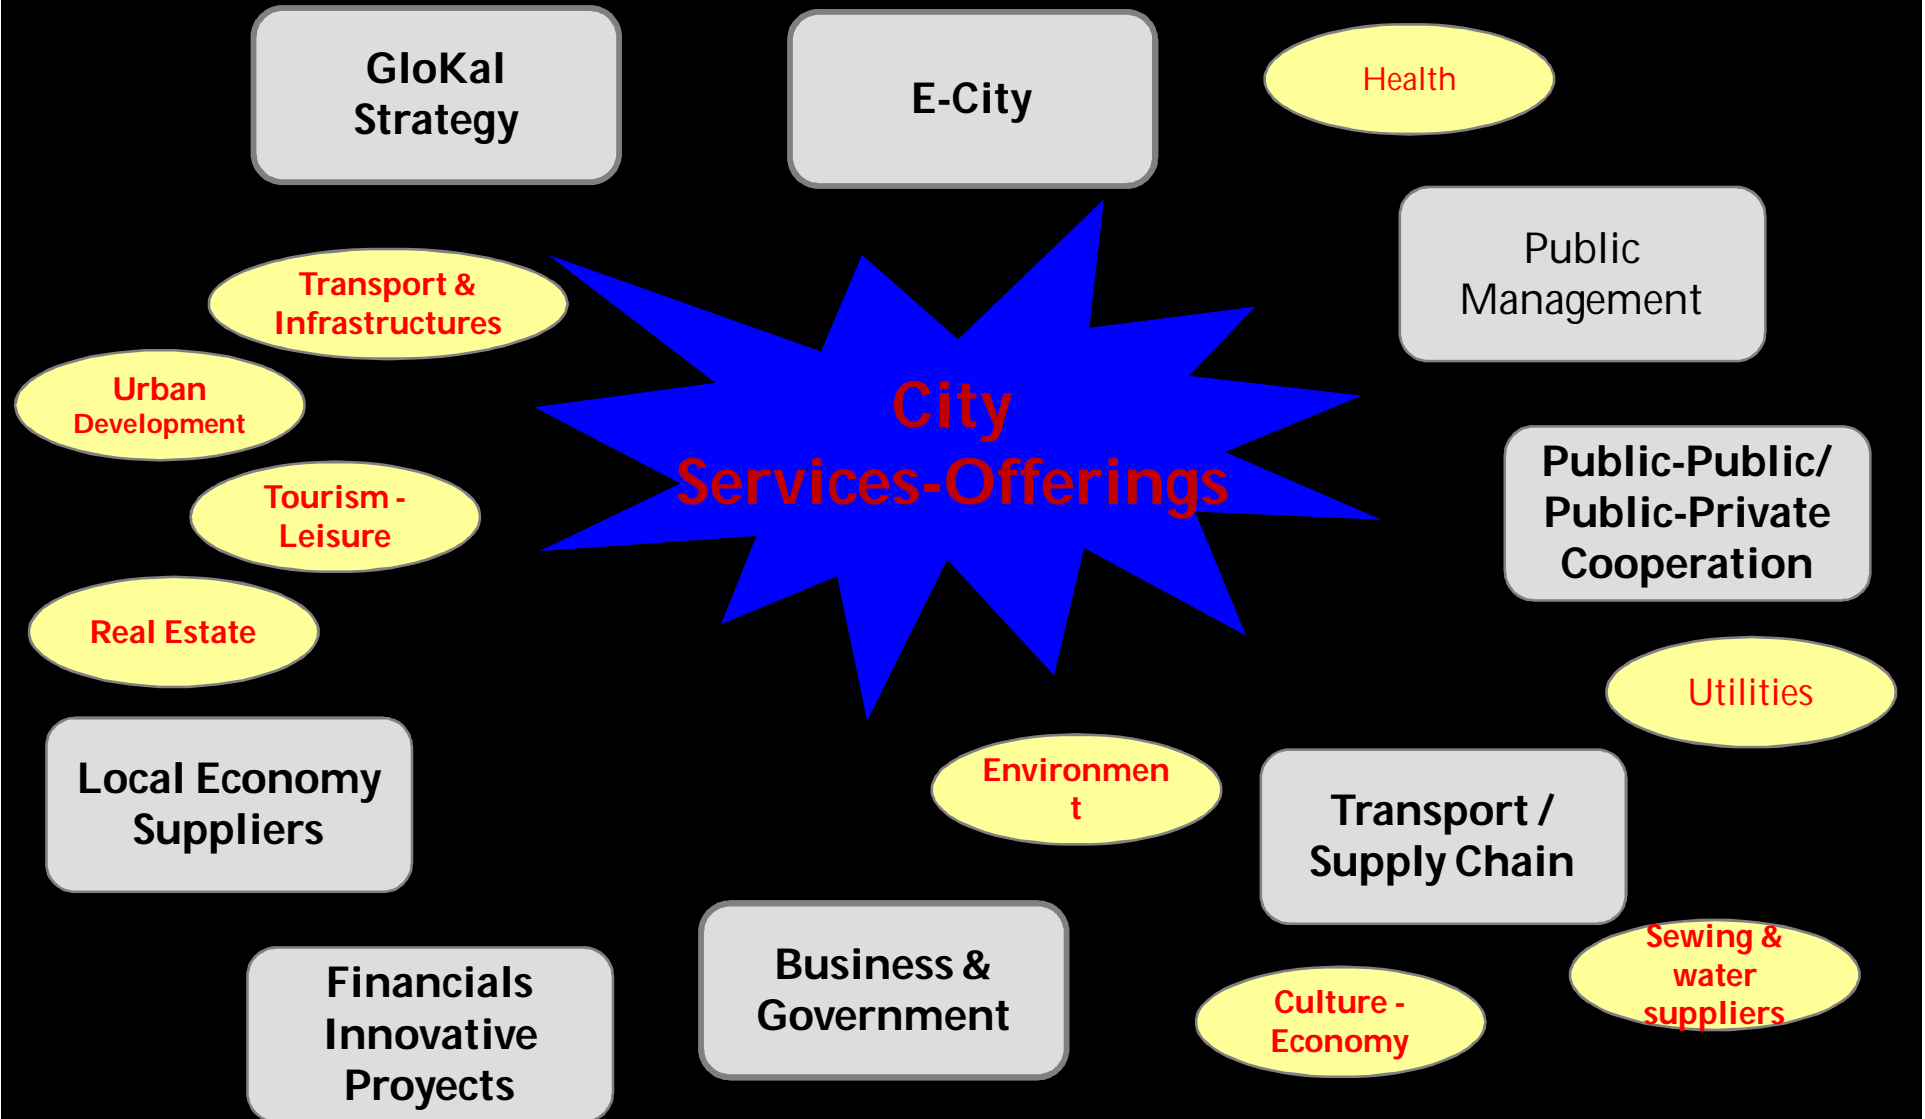 GloKal
Strategy
E-City
Health
Public
Management
Transport &
Infrastructures
Urban
Development
City
Services-Offerings
Public-Public/
Public-Private
Cooperation
Tourism -
Leisure
Real Estate
Utilities
Local Economy
Suppliers
Environmen
t
Transport /
Supply Chain
Financials
Innovative
Proyects
Business &
Government
Culture -
Economy
Sewing &
water
suppliers